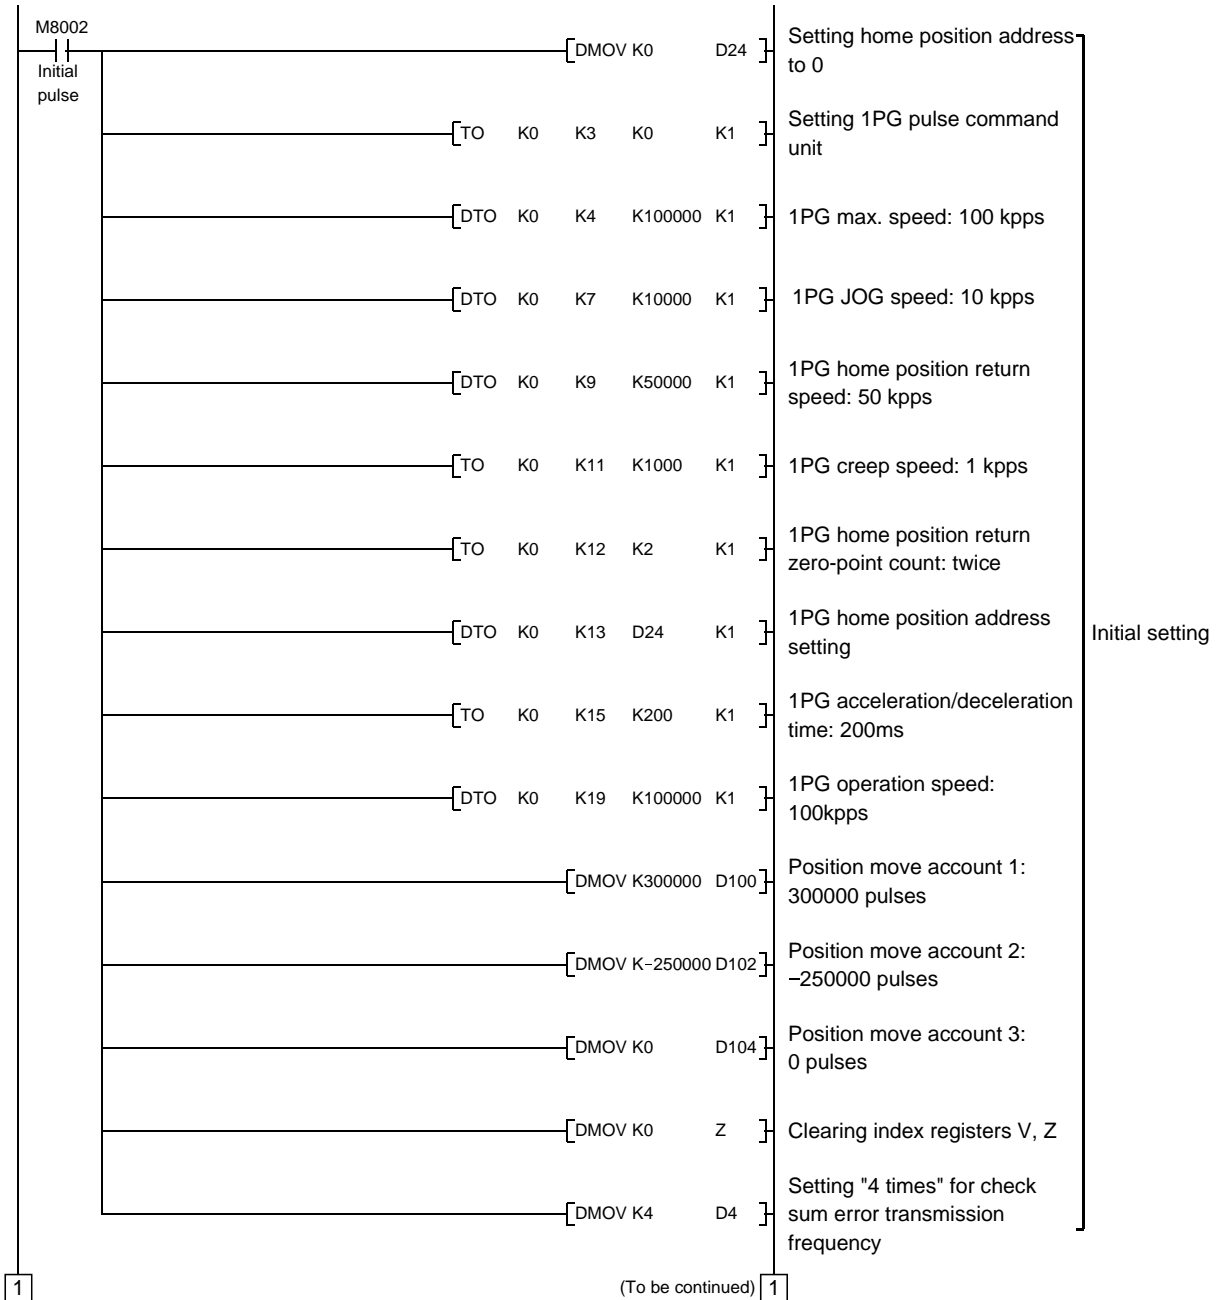 M8002
Initial
pulse
DMOV K0 D24
Setting home position address
to 0
TO K0 K3 K0 K1
Setting 1PG pulse command
unit
DTO K0 K4 K100000 K1
1PG max. speed: 100 kpps
DTO K0 K7 K10000 K1
1PG JOG speed: 10 kpps
DTO K0 K9 K50000 K1
1PG home position return
speed: 50 kpps
TO K0 K11 K1000 K1
1PG creep speed: 1 kpps
TO K0 K12 K2 K1
1PG home position return
zero-point count: twice
DTO K0 K13 D24 K1
1PG home position address
setting
Initial setting
TO K0 K15 K200 K1
1PG acceleration/deceleration
time: 200ms
DTO K0 K19 K100000 K1
1PG operation speed:
100kpps
DMOV K300000 D100
Position move account 1:
300000 pulses
DMOV K−250000 D102
Position move account 2:
−250000 pulses
DMOV K0 D104
Position move account 3:
0 pulses
DMOV K0 Z
Clearing index registers V, Z
DMOV K4 D4
Setting "4 times" for check
sum error transmission
frequency
1
(To be continued) 1